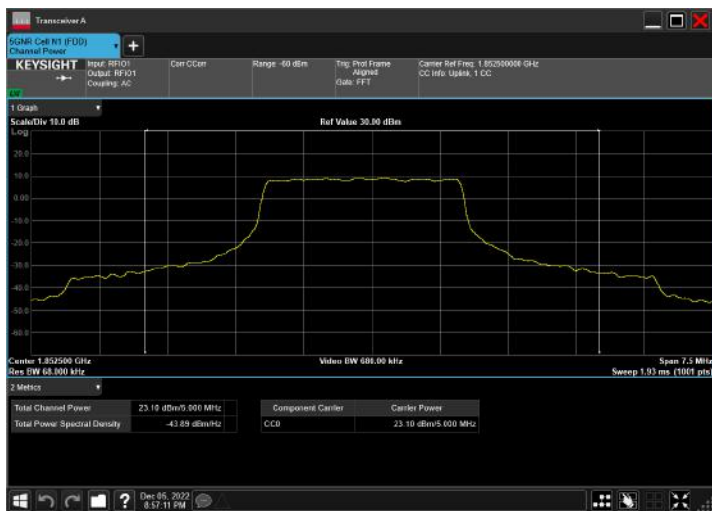 Transceiver A
5GNR Cell N1 (FDD)
Channel Power
KEYSIGHT
Input: RFIO1
Output: RFIO1
Coupling: AC
Corr CCorr
Range: -60 dBm
Trig: Prot Frame
Aligned
Gate: FFT
Carrier Ref Freq: 1.852500000 GHz
CC Info: Uplink, 1 CC
1 Graph
Scale/Div 10.0 dB
Ref Value 30.00 dBm
Log
20.0
10.0
0.00
-10.0
-20.0
-30.0
-40.0
-50.0
-60.0
Center 1.852500 GHz
Video BW 680.00 kHz
Span 7.5 MHz
Res BW 68.000 kHz
Sweep 1.93 ms (1001 pts)
2 Metrics
Total Channel Power 23.10 dBm/5.000 MHz
Total Power Spectral Density -43.89 dBm/Hz
Component Carrier Carrier Power
CC0 23.10 dBm/5.000 MHz
Dec 05, 2022
8:57:11 PM